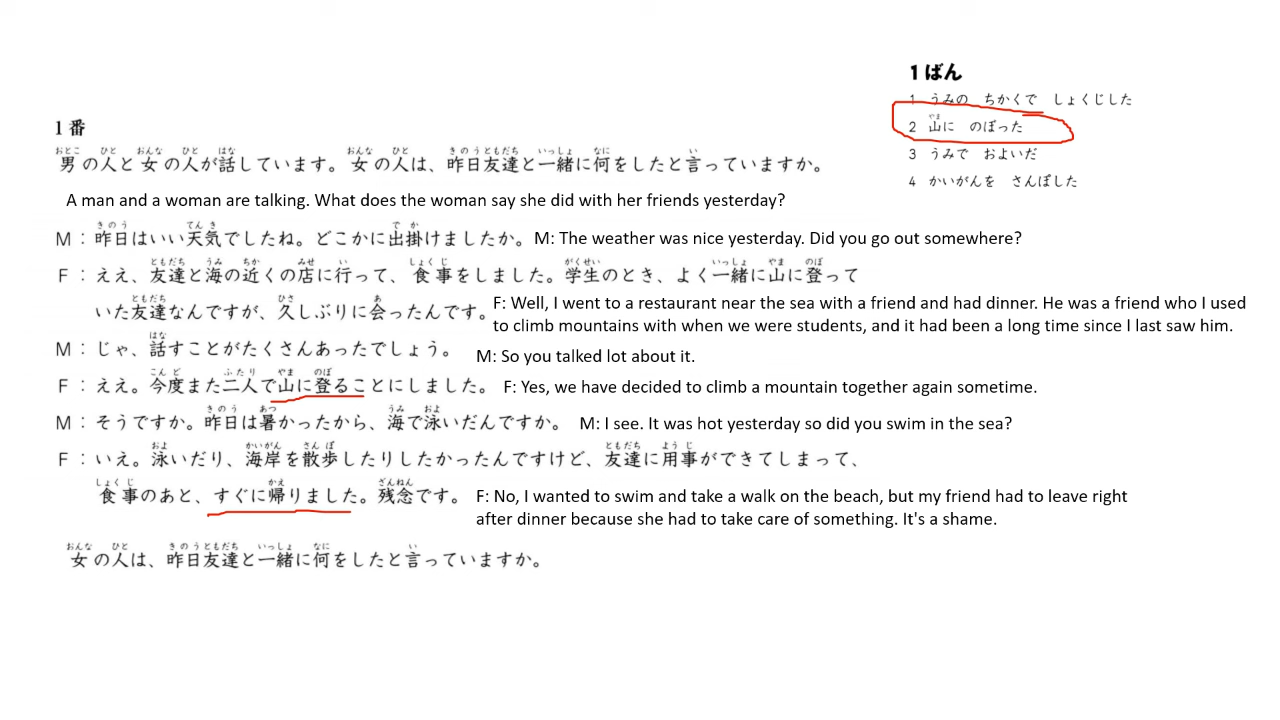 1ばん
1 うみの ちかくで しょくじした
2 山に のぼった
3 うみで およいだ
4 かいがんを さんぽした
1番
男の人と女の人が話しています。女の人は、昨日友達と一緒に何をしたと言っていますか。
A man and a woman are talking. What does the woman say she did with her friends yesterday?
M：昨日はいい天気でしたね。どこかに出掛けましたか。 M: The weather was nice yesterday. Did you go out somewhere?
F：ええ、友達と海の近くの店に行って、食事をしました。学生のとき、よく一緒に山に登って
いた友達なんですが、久しぶりに会ったんです。
F: Well, I went to a restaurant near the sea with a friend and had dinner. He was a friend who I used
to climb mountains with when we were students, and it had been a long time since I last saw him.
M：じゃ、話すことがたくさんあったでしょう。 M: So you talked lot about it.
F：ええ。今度また二人で山に登ることにしました。 F: Yes, we have decided to climb a mountain together again sometime.
M：そうですか。昨日は暑かったから、海で泳いだんですか。 M: I see. It was hot yesterday so did you swim in the sea?
F：いえ。泳いだり、海岸を散歩したりしたかったんですけど、友達に用事ができてしまって、
食事のあと、すぐに帰りました。残念です。
F: No, I wanted to swim and take a walk on the beach, but my friend had to leave right
after dinner because she had to take care of something. It's a shame.
女の人は、昨日友達と一緒に何をしたと言っていますか。